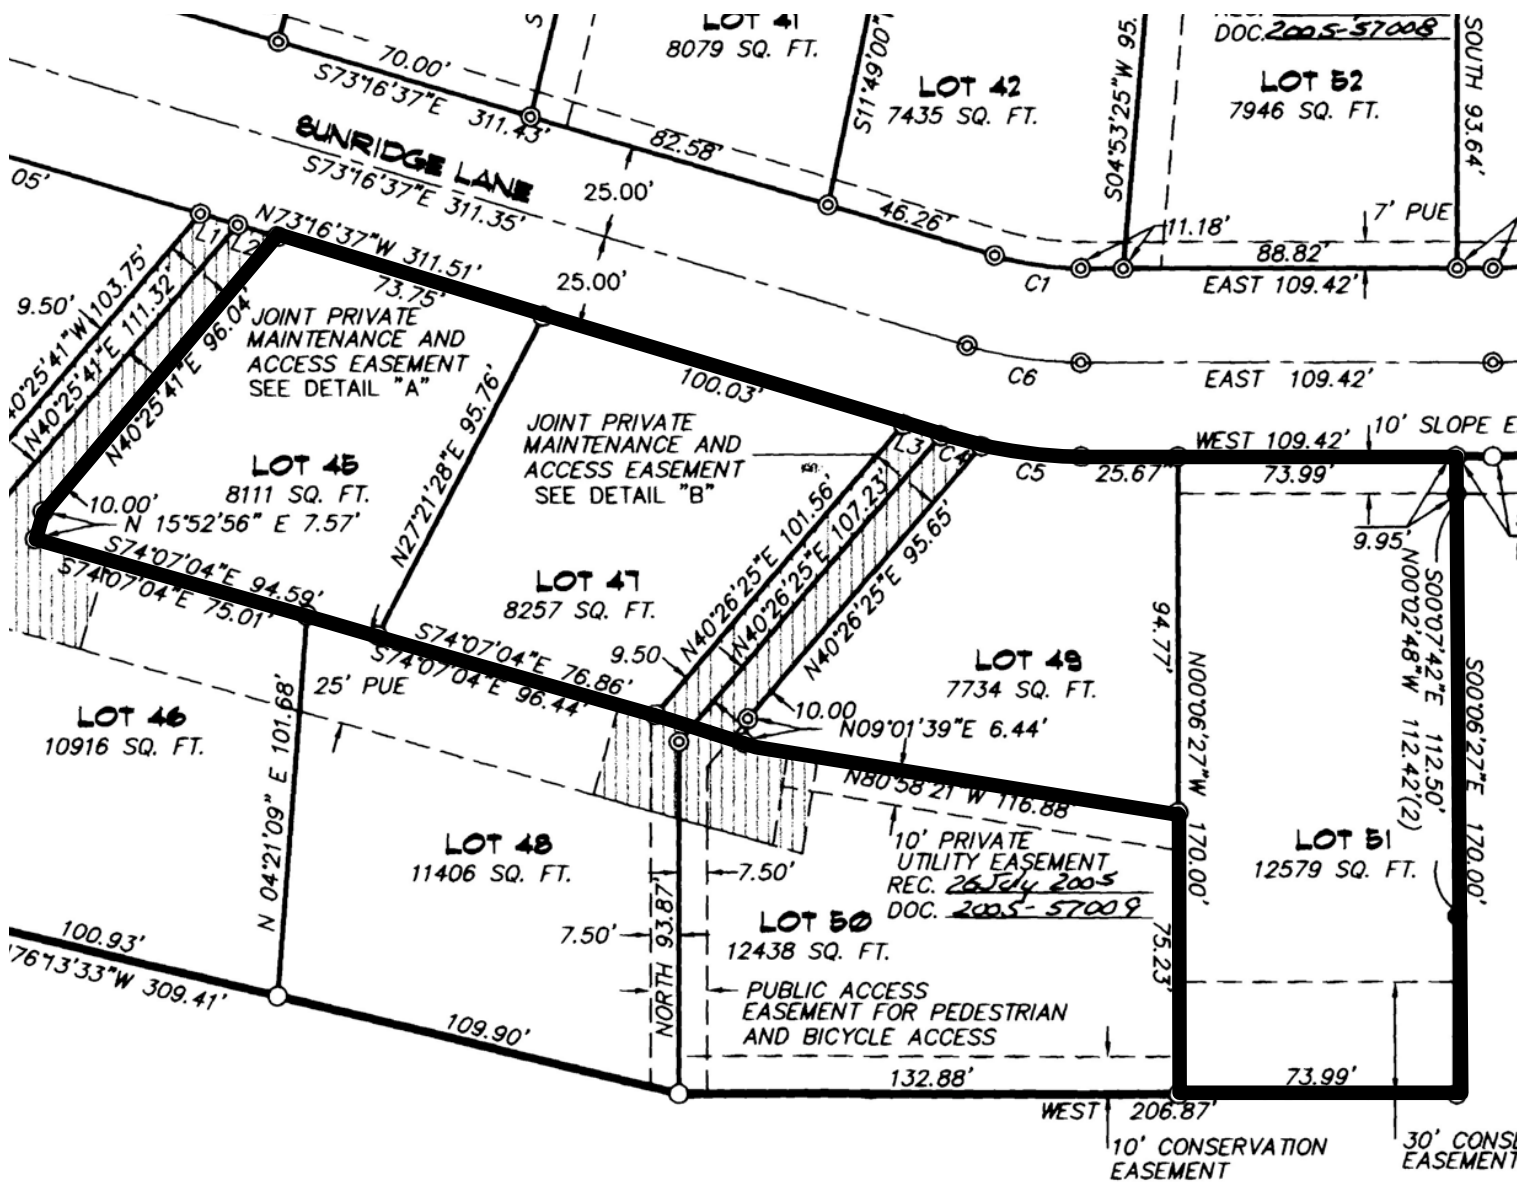 LOT 41
8079 SQ. FT.
DOC. 2005-57008
70.00'
S73°16'37"E 311.43'
82.58'
S11°49'00"W
LOT 42
7435 SQ. FT.
S04°53'25"W 95.
LOT 52
7946 SQ. FT.
SOUTH 93.64'
SUNRIDGE LANE
S73°16'37"E 311.35'
25.00'
46.26'
11.18'
7' PUE
88.82'
EAST 109.42'
C1
05'
L1
L2
N73°16'37"W 311.51'
73.75'
25.00'
C6
EAST 109.42'
9.50'
40°25'41"W 103.75'
N40°25'41"E 111.32'
N40°25'41"E 96.04'
JOINT PRIVATE
MAINTENANCE AND
ACCESS EASEMENT
SEE DETAIL "A"
100.03'
N27°21'28"E 95.76'
JOINT PRIVATE
MAINTENANCE AND
ACCESS EASEMENT
SEE DETAIL "B"
L3
C4
C5
25.67'
WEST 109.42'
73.99'
10' SLOPE E
9.95'
LOT 45
8111 SQ. FT.
10.00'
N 15°52'56" E 7.57'
S74°07'04"E 94.59'
S74°07'04"E 75.01'
LOT 47
8257 SQ. FT.
S74°07'04"E 76.86'
S74°07'04"E 96.44'
9.50
N40°26'25"E 101.56'
N40°26'25"E 107.23'
N40°26'25"E 95.65'
10.00
N09°01'39"E 6.44'
LOT 49
7734 SQ. FT.
94.77'
N00°06'27"W 170.00'
N80°58'21"W 116.88'
S00°07'42"E 112.50'
N00°02'48"W 112.42'(2)
S00°06'27"E 170.00'
LOT 51
12579 SQ. FT.
25' PUE
LOT 46
10916 SQ. FT.
N 04°21'09" E 101.68'
LOT 48
11406 SQ. FT.
10' PRIVATE
UTILITY EASEMENT
REC. 26 July 2005
DOC. 2005-57009
7.50'
7.50'
NORTH 93.87'
LOT 50
12438 SQ. FT.
75.23'
PUBLIC ACCESS
EASEMENT FOR PEDESTRIAN
AND BICYCLE ACCESS
100.93'
76°13'33"W 309.41'
109.90'
132.88'
73.99'
WEST 206.87'
10' CONSERVATION
EASEMENT
30' CONSE
EASEMENT